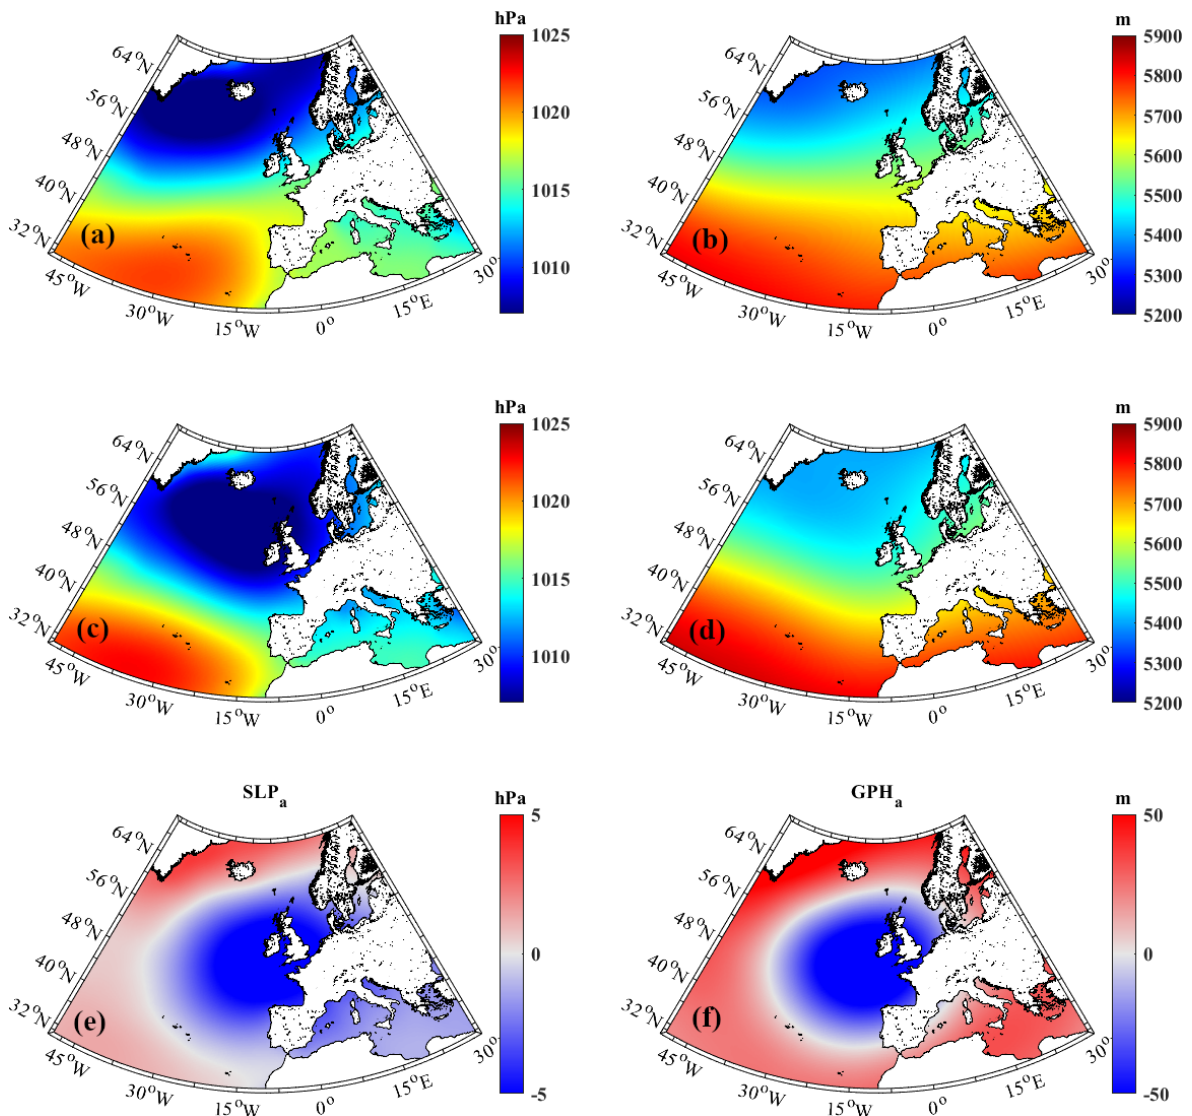 hPa
1025
1020
1015
1010
64°N
56°N
48°N
40°N
32°N
45°W
30°W
15°W
0°
15°E
30°
(a)
m
5900
5800
5700
5600
5500
5400
5300
5200
64°N
56°N
48°N
40°N
32°N
45°W
30°W
15°W
0°
15°E
30°
(b)
hPa
1025
1020
1015
1010
64°N
56°N
48°N
40°N
32°N
45°W
30°W
15°W
0°
15°E
30°
(c)
m
5900
5800
5700
5600
5500
5400
5300
5200
64°N
56°N
48°N
40°N
32°N
45°W
30°W
15°W
0°
15°E
30°
(d)
SLPₐ
hPa
5
0
-5
64°N
56°N
48°N
40°N
32°N
45°W
30°W
15°W
0°
15°E
30°
(e)
GPHₐ
m
50
0
-50
64°N
56°N
48°N
40°N
32°N
45°W
30°W
15°W
0°
15°E
30°
(f)